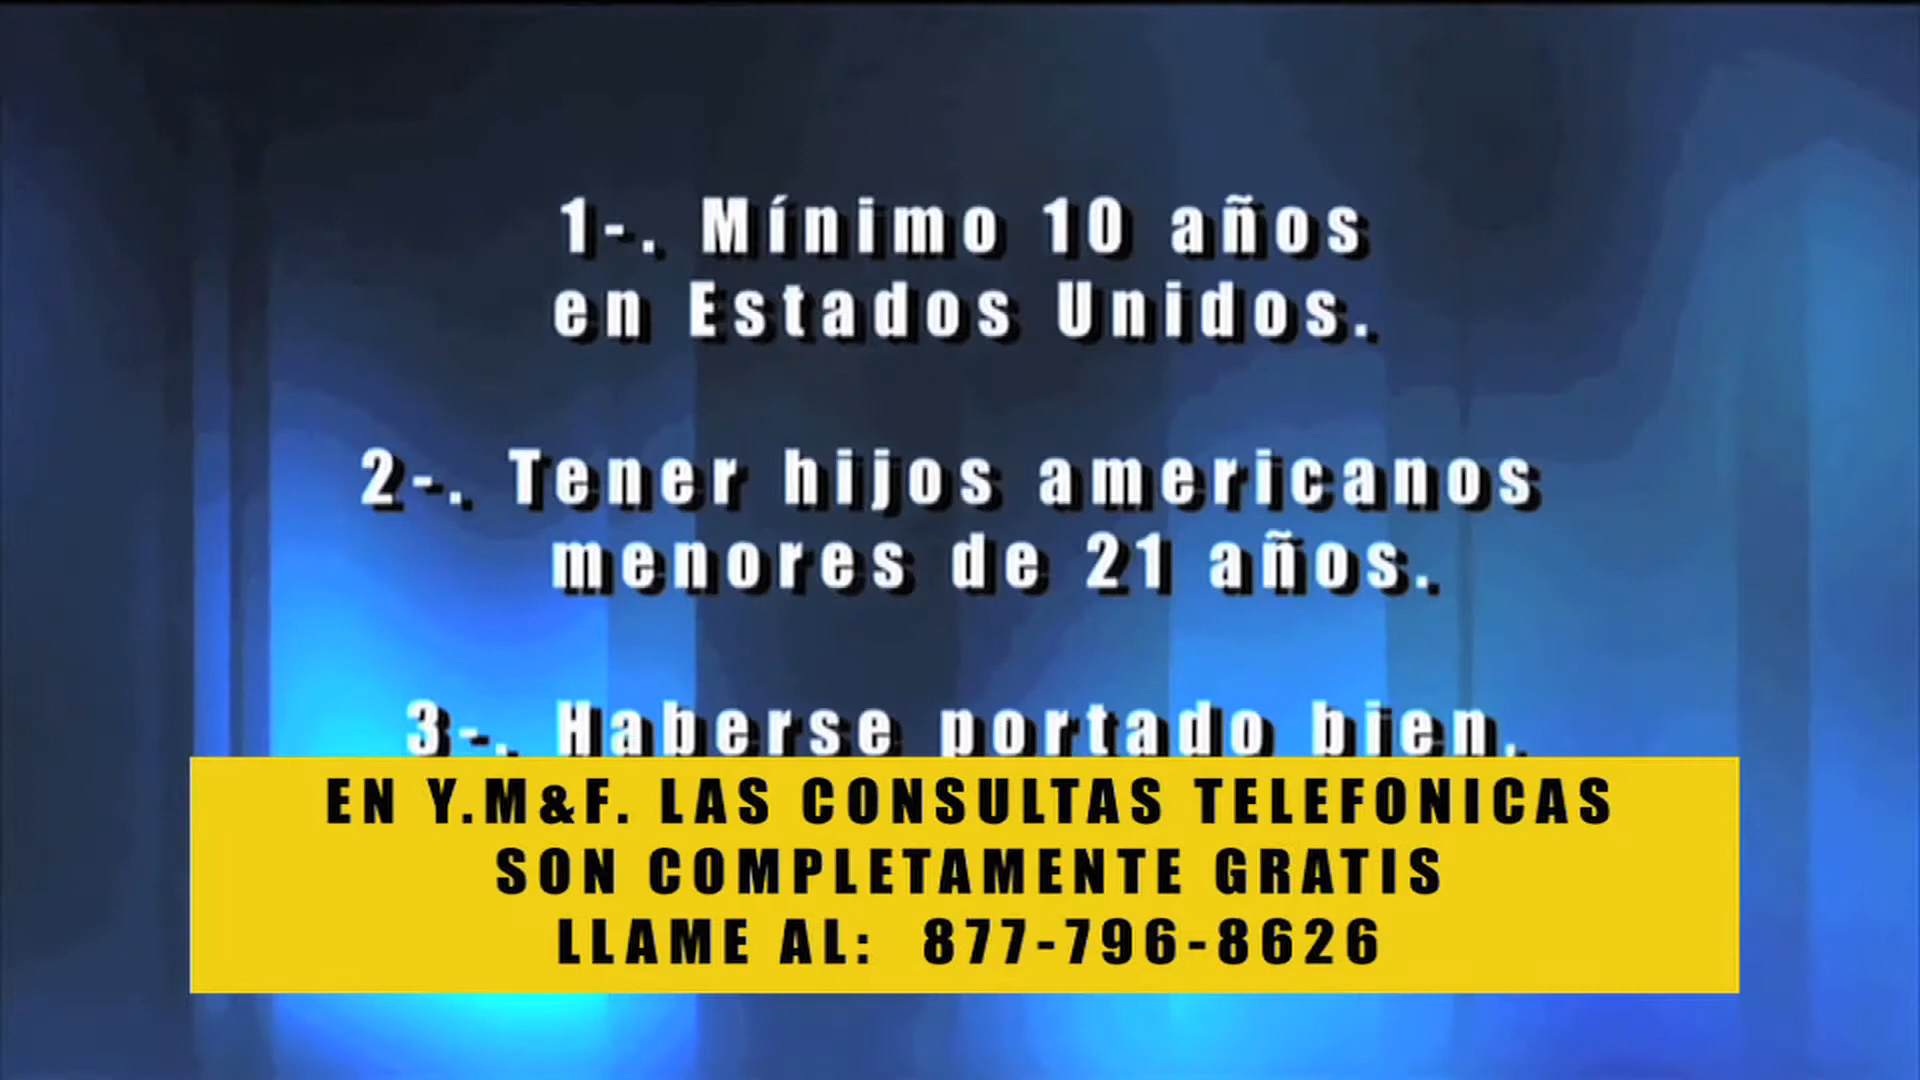 1-. Mínimo 10 años
en Estados Unidos.
2-. Tener hijos americanos
menores de 21 años.
3-. Haberse portado bien.
EN Y.M&F. LAS CONSULTAS TELEFONICAS
SON COMPLETAMENTE GRATIS
LLAME AL: 877-796-8626